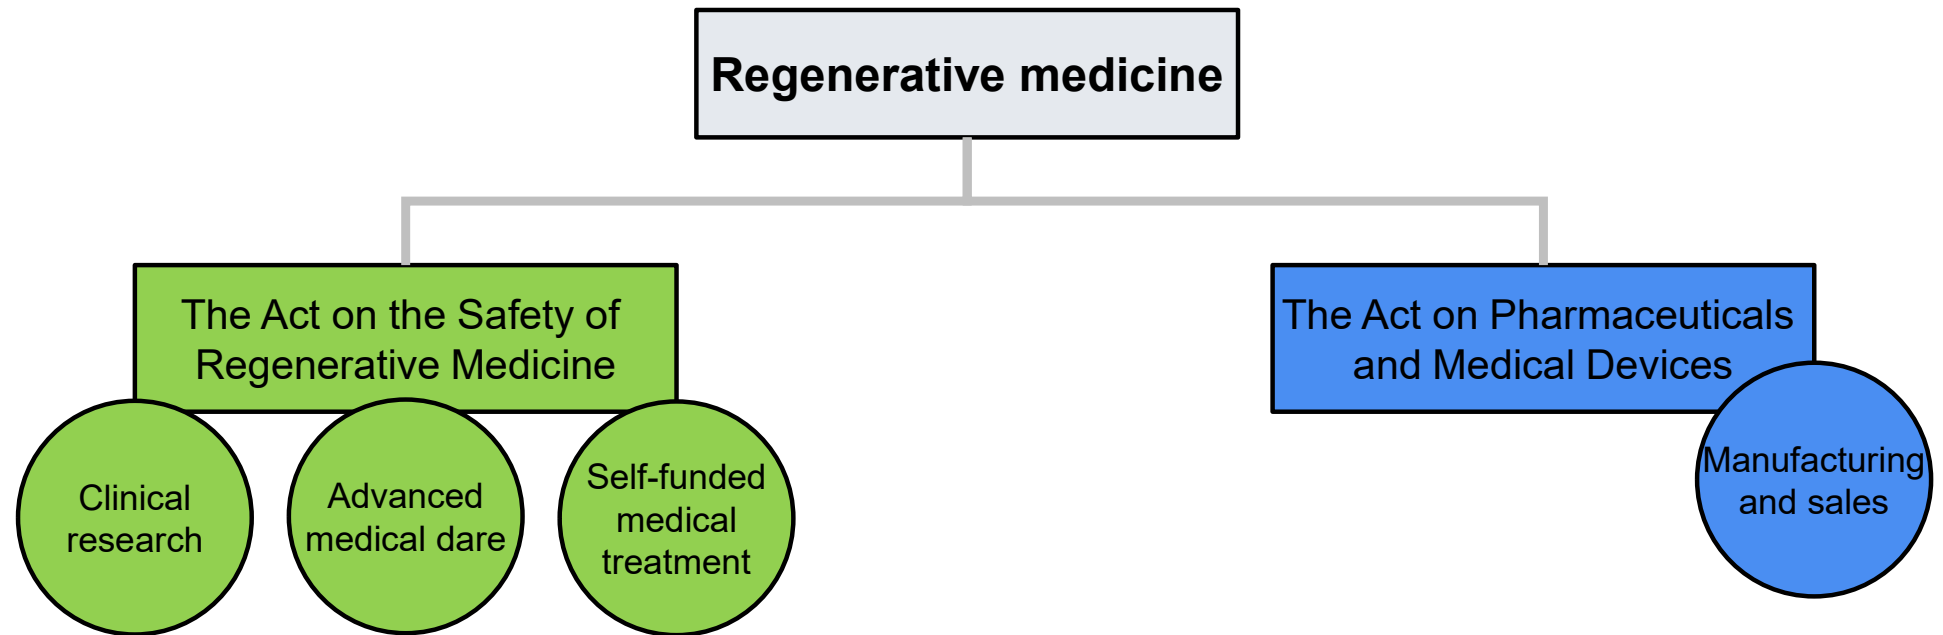 Regenerative medicine
The Act on the Safety of
Regenerative Medicine
The Act on Pharmaceuticals
and Medical Devices
Clinical
research
Advanced
medical dare
Self-funded
medical
treatment
Manufacturing
and sales